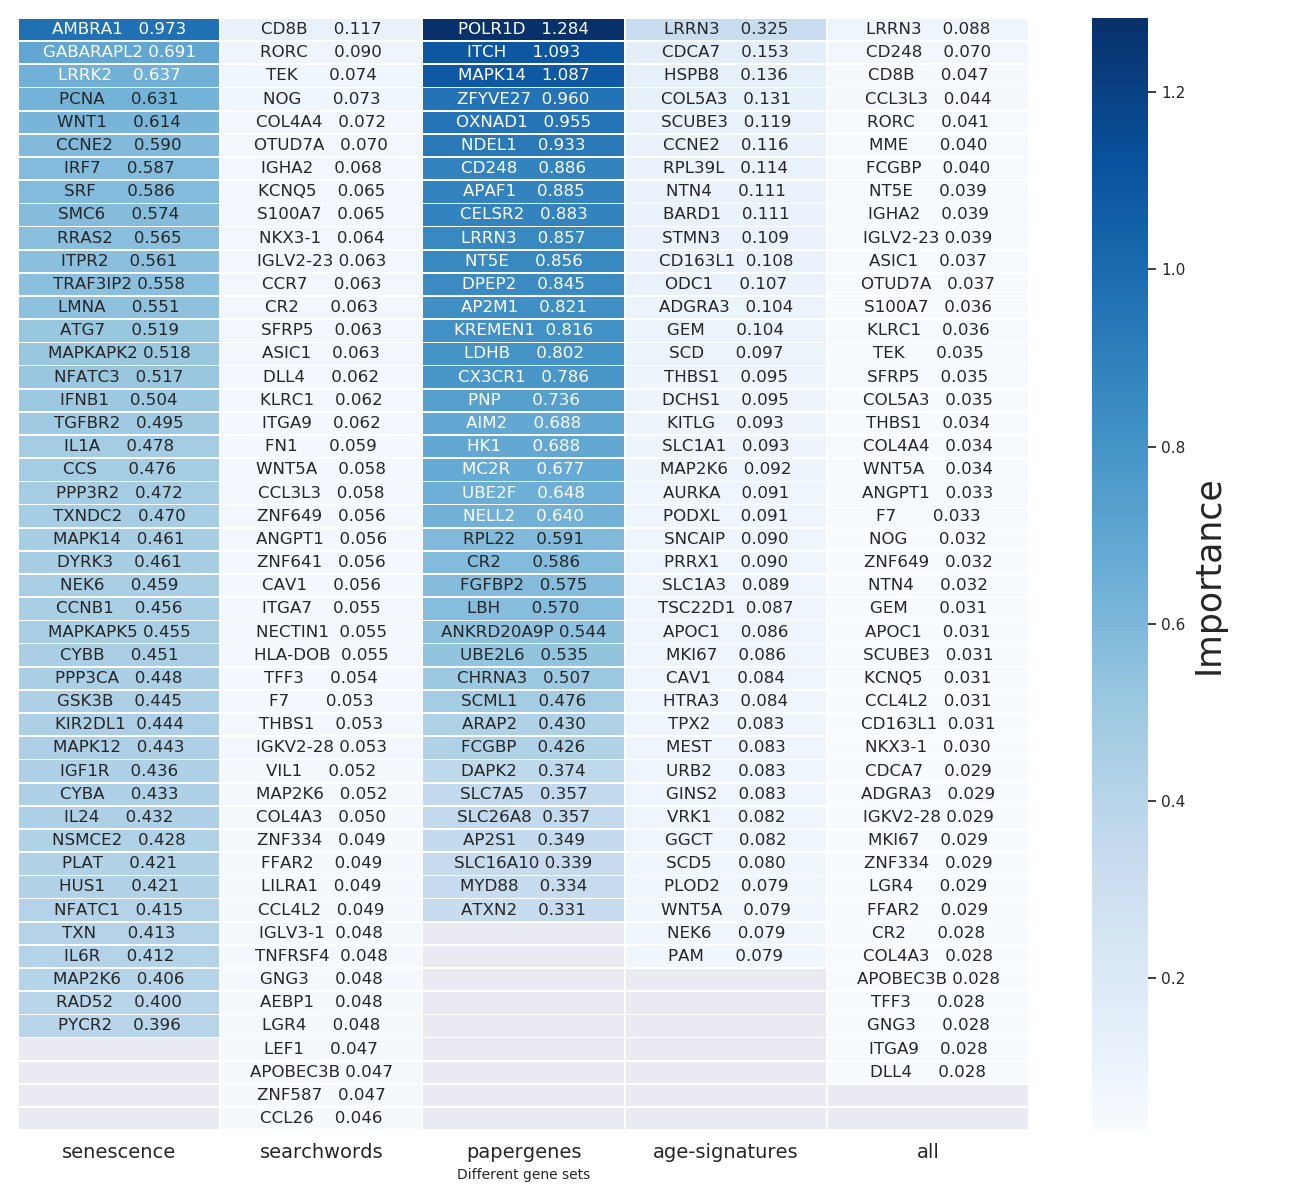 AMBRA1 0.973 CD8B 0.117 POLR1D 1.284 LRRN3 0.325 LRRN3 0.088
GABARAPL2 0.691 RORC 0.090 ITCH 1.093 CDCA7 0.153 CD248 0.070
LRRK2 0.637 TEK 0.074 MAPK14 1.087 HSPB8 0.136 CD8B 0.047
PCNA 0.631 NOG 0.073 ZFYVE27 0.960 COL5A3 0.131 CCL3L3 0.044
WNT1 0.614 COL4A4 0.072 OXNAD1 0.955 SCUBE3 0.119 RORC 0.041
CCNE2 0.590 OTUD7A 0.070 NDEL1 0.933 CCNE2 0.116 MME 0.040
IRF7 0.587 IGHA2 0.068 CD248 0.886 RPL39L 0.114 FCGBP 0.040
SRF 0.586 KCNQ5 0.065 APAF1 0.885 NTN4 0.111 NT5E 0.039
SMC6 0.574 S100A7 0.065 CELSR2 0.883 BARD1 0.111 IGHA2 0.039
RRAS2 0.565 NKX3-1 0.064 LRRN3 0.857 STMN3 0.109 IGLV2-23 0.039
ITPR2 0.561 IGLV2-23 0.063 NT5E 0.856 CD163L1 0.108 ASIC1 0.037
TRAF3IP2 0.558 CCR7 0.063 DPEP2 0.845 ODC1 0.107 OTUD7A 0.037
LMNA 0.551 CR2 0.063 AP2M1 0.821 ADGRA3 0.104 S100A7 0.036
ATG7 0.519 SFRP5 0.063 KREMEN1 0.816 GEM 0.104 KLRC1 0.036
MAPKAPK2 0.518 ASIC1 0.063 LDHB 0.802 SCD 0.097 TEK 0.035
NFATC3 0.517 DLL4 0.062 CX3CR1 0.786 THBS1 0.095 SFRP5 0.035
IFNB1 0.504 KLRC1 0.062 PNP 0.736 DCHS1 0.095 COL5A3 0.035
TGFBR2 0.495 ITGA9 0.062 AIM2 0.688 KITLG 0.093 THBS1 0.034
IL1A 0.478 FN1 0.059 HK1 0.688 SLC1A1 0.093 COL4A4 0.034
CCS 0.476 WNT5A 0.058 MC2R 0.677 MAP2K6 0.092 WNT5A 0.034
PPP3R2 0.472 CCL3L3 0.058 UBE2F 0.648 AURKA 0.091 ANGPT1 0.033
TXNDC2 0.470 ZNF649 0.056 NELL2 0.640 PODXL 0.091 F7 0.033
MAPK14 0.461 ANGPT1 0.056 RPL22 0.591 SNCAIP 0.090 NOG 0.032
DYRK3 0.461 ZNF641 0.056 CR2 0.586 PRRX1 0.090 ZNF649 0.032
NEK6 0.459 CAV1 0.056 FGFBP2 0.575 SLC1A3 0.089 NTN4 0.032
CCNB1 0.456 ITGA7 0.055 LBH 0.570 TSC22D1 0.087 GEM 0.031
MAPKAPK5 0.455 NECTIN1 0.055 ANKRD20A9P 0.544 APOC1 0.086 APOC1 0.031
CYBB 0.451 HLA-DOB 0.055 UBE2L6 0.535 MKI67 0.086 SCUBE3 0.031
PPP3CA 0.448 TFF3 0.054 CHRNA3 0.507 CAV1 0.084 KCNQ5 0.031
GSK3B 0.445 F7 0.053 SCML1 0.476 HTRA3 0.084 CCL4L2 0.031
KIR2DL1 0.444 THBS1 0.053 ARAP2 0.430 TPX2 0.083 CD163L1 0.031
MAPK12 0.443 IGKV2-28 0.053 FCGBP 0.426 MEST 0.083 NKX3-1 0.030
IGF1R 0.436 VIL1 0.052 DAPK2 0.374 URB2 0.083 CDCA7 0.029
CYBA 0.433 MAP2K6 0.052 SLC7A5 0.357 GINS2 0.083 ADGRA3 0.029
IL24 0.432 COL4A3 0.050 SLC26A8 0.357 VRK1 0.082 IGKV2-28 0.029
NSMCE2 0.428 ZNF334 0.049 AP2S1 0.349 GGCT 0.082 MKI67 0.029
PLAT 0.421 FFAR2 0.049 SLC16A10 0.339 SCD5 0.080 ZNF334 0.029
HUS1 0.421 LILRA1 0.049 MYD88 0.334 PLOD2 0.079 LGR4 0.029
NFATC1 0.415 CCL4L2 0.049 ATXN2 0.331 WNT5A 0.079 FFAR2 0.029
TXN 0.413 IGLV3-1 0.048 NEK6 0.079 CR2 0.028
IL6R 0.412 TNFRSF4 0.048 PAM 0.079 COL4A3 0.028
MAP2K6 0.406 GNG3 0.048 APOBEC3B 0.028
RAD52 0.400 AEBP1 0.048 TFF3 0.028
PYCR2 0.396 LGR4 0.048 GNG3 0.028
LEF1 0.047 ITGA9 0.028
APOBEC3B 0.047 DLL4 0.028
ZNF587 0.047
CCL26 0.046
senescence searchwords papergenes age-signatures all
Different gene sets
1.2
1.0
0.8
0.6
0.4
0.2
Importance